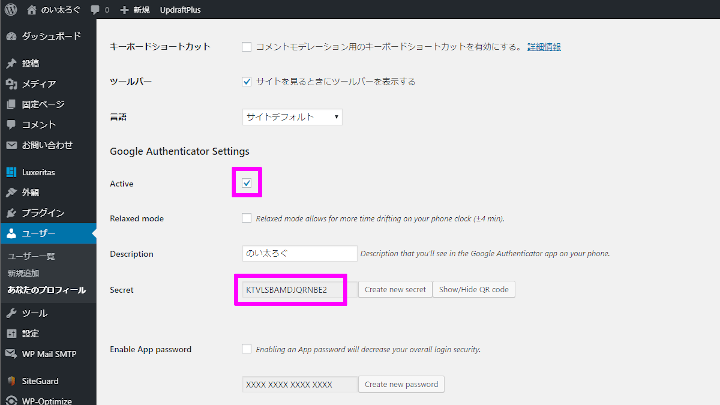 のい太ろぐ 0 新規 UpdraftPlus
ダッシュボード
投稿
メディア
固定ページ
コメント
お問い合わせ
Luxeritas
外観
プラグイン
ユーザー
ユーザー一覧
新規追加
あなたのプロフィール
ツール
設定
WP Mail SMTP
SiteGuard
WP-Optimize
キーボードショートカット コメントモデレーション用のキーボードショートカットを有効にする。 詳細情報
ツールバー サイトを見るときにツールバーを表示する
言語 サイトデフォルト
Google Authenticator Settings
Active
Relaxed mode Relaxed mode allows for more time drifting on your phone clock (±4 min).
Description のい太ろぐ Description that you'll see in the Google Authenticator app on your phone.
Secret KTVLSBAMDJQRNBE2 Create new secret Show/Hide QR code
Enable App password Enabling an App password will decrease your overall login security.
XXXX XXXX XXXX XXXX Create new password